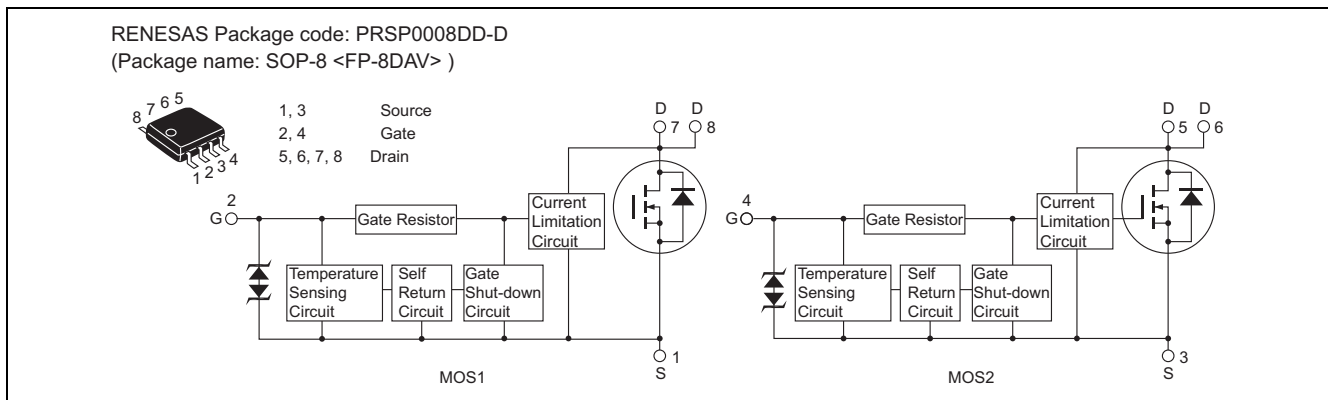 RENESAS Package code: PRSP0008DD-D
(Package name: SOP-8 <FP-8DAV> )
8 7 6 5
1 2 3 4
1, 3 Source
2, 4 Gate
5, 6, 7, 8 Drain
D D
7 8
2
G
Gate Resistor
Current
Limitation
Circuit
Temperature
Sensing
Circuit
Self
Return
Circuit
Gate
Shut-down
Circuit
1
S
MOS1
D D
5 6
4
G
Gate Resistor
Current
Limitation
Circuit
Temperature
Sensing
Circuit
Self
Return
Circuit
Gate
Shut-down
Circuit
3
S
MOS2